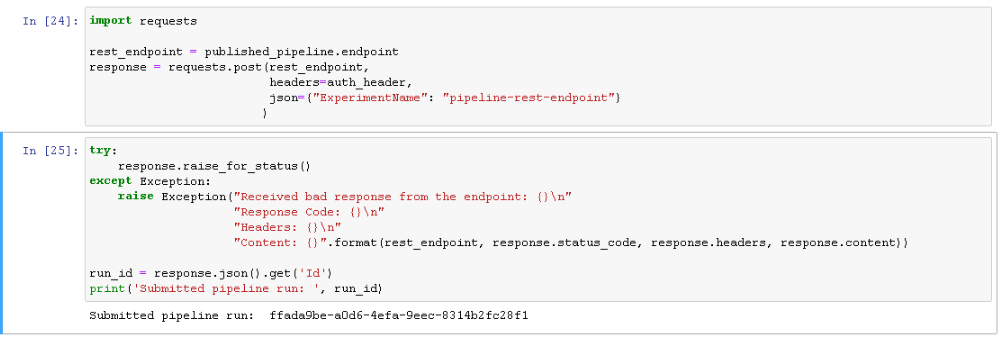 In [24]: import requests
rest_endpoint = published_pipeline.endpoint
response = requests.post(rest_endpoint,
headers=auth_header,
json={"ExperimentName": "pipeline-rest-endpoint"}
)
In [25]: try:
response.raise_for_status()
except Exception:
raise Exception("Received bad response from the endpoint: {}\n"
"Response Code: {}\n"
"Headers: {}\n"
"Content: {}".format(rest_endpoint, response.status_code, response.headers, response.content))
run_id = response.json().get('Id')
print('Submitted pipeline run: ', run_id)
Submitted pipeline run:  ffada9be-a0d6-4efa-9eec-8314b2fc28f1